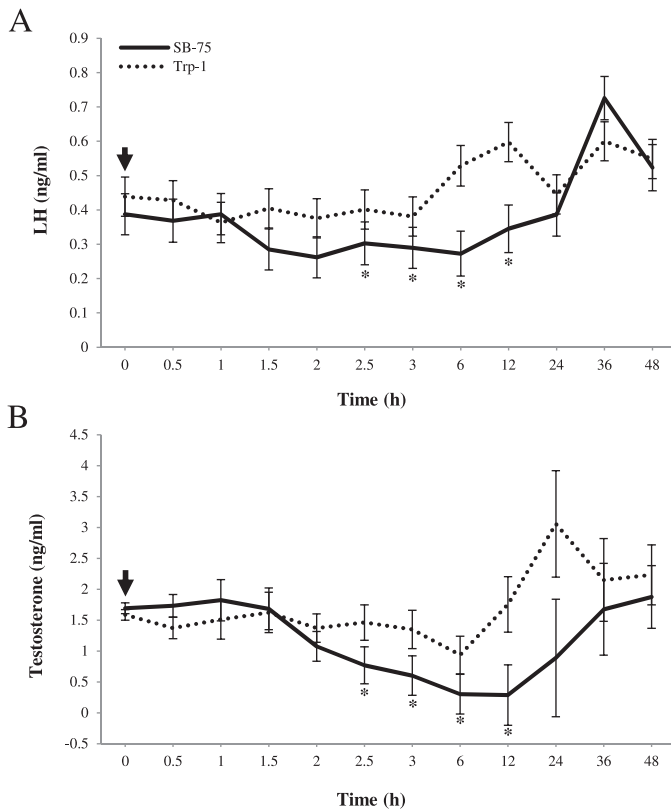 A
SB-75
Trp-1
0.9
0.8
0.7
0.6
0.5
0.4
0.3
0.2
0.1
0
LH (ng/ml)
* * * *
0 0.5 1 1.5 2 2.5 3 6 12 24 36 48
Time (h)
B
4.5
4
3.5
3
2.5
2
1.5
1
0.5
0
-0.5
Testosterone (ng/ml)
* * * *
0 0.5 1 1.5 2 2.5 3 6 12 24 36 48
Time (h)